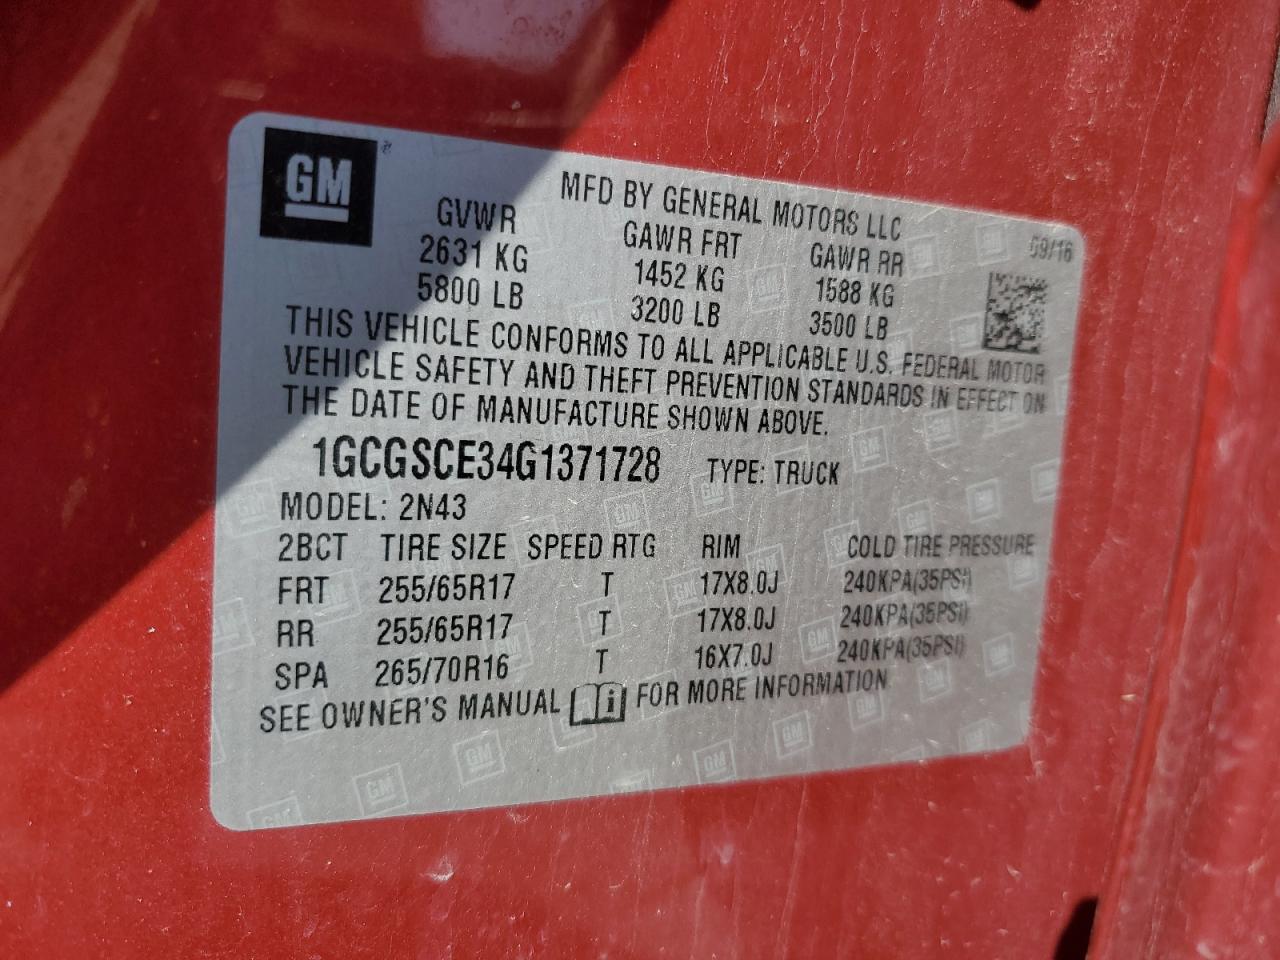 GM
MFD BY GENERAL MOTORS LLC
09/16
GVWR GAWR FRT GAWR RR
2631 KG 1452 KG 1588 KG
5800 LB 3200 LB 3500 LB
THIS VEHICLE CONFORMS TO ALL APPLICABLE U.S. FEDERAL MOTOR
VEHICLE SAFETY AND THEFT PREVENTION STANDARDS IN EFFECT ON
THE DATE OF MANUFACTURE SHOWN ABOVE.
1GCGSCE34G1371728 TYPE: TRUCK
MODEL: 2N43
2BCT TIRE SIZE SPEED RTG RIM COLD TIRE PRESSURE
FRT 255/65R17 T 17X8.0J 240KPA(35PSI)
RR 255/65R17 T 17X8.0J 240KPA(35PSI)
SPA 265/70R16 T 16X7.0J 240KPA(35PSI)
SEE OWNER'S MANUAL i FOR MORE INFORMATION